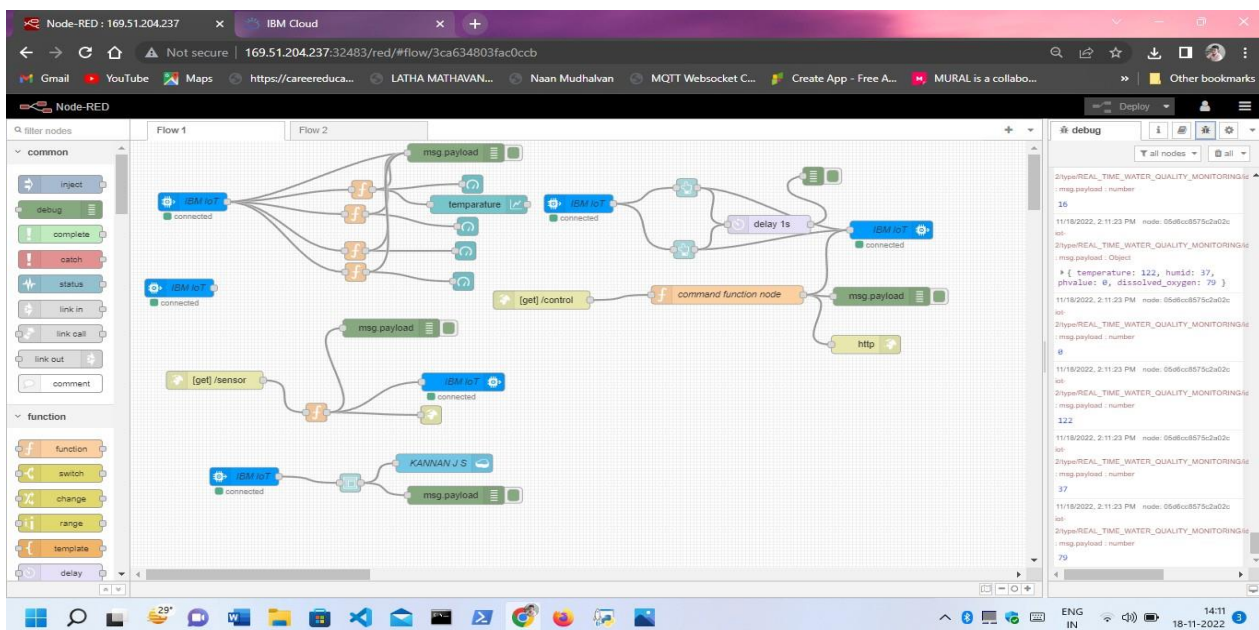 Node-RED : 169.51.204.237
IBM Cloud
Not secure | 169.51.204.237:32483/red/#flow/3ca634803fac0ccb
Gmail YouTube Maps https://careereduca... LATHA MATHAVAN... Naan Mudhalvan MQTT Websocket C... Create App - Free A... MURAL is a collabo... » Other bookmarks
Node-RED Deploy
filter nodes
common
inject
debug
complete
catch
status
link in
link call
link out
comment
function
function
switch
change
range
template
delay
Flow 1 Flow 2
msg.payload
IBM IoT
connected
temparature
IBM IoT
connected
delay 1s
IBM IoT
connected
IBM IoT
connected
[get] /control
command function node
msg.payload
http
msg.payload
[get] /sensor
IBM IoT
connected
IBM IoT
connected
KANNAN J S
msg.payload
debug
all nodes all
2/type/REAL_TIME_WATER_QUALITY_MONITORING/id
: msg.payload : number
16
11/18/2022, 2:11:23 PM node: 05d6cc8575c2a02c
iot-
2/type/REAL_TIME_WATER_QUALITY_MONITORING/id
: msg.payload : Object
{ temperature: 122, humid: 37,
phvalue: 0, dissolved_oxygen: 79 }
11/18/2022, 2:11:23 PM node: 05d6cc8575c2a02c
iot-
2/type/REAL_TIME_WATER_QUALITY_MONITORING/id
: msg.payload : number
0
11/18/2022, 2:11:23 PM node: 05d6cc8575c2a02c
iot-
2/type/REAL_TIME_WATER_QUALITY_MONITORING/id
: msg.payload : number
122
11/18/2022, 2:11:23 PM node: 05d6cc8575c2a02c
iot-
2/type/REAL_TIME_WATER_QUALITY_MONITORING/id
: msg.payload : number
37
11/18/2022, 2:11:23 PM node: 05d6cc8575c2a02c
iot-
2/type/REAL_TIME_WATER_QUALITY_MONITORING/id
: msg.payload : number
79
29°
ENG
IN
14:11
18-11-2022
3